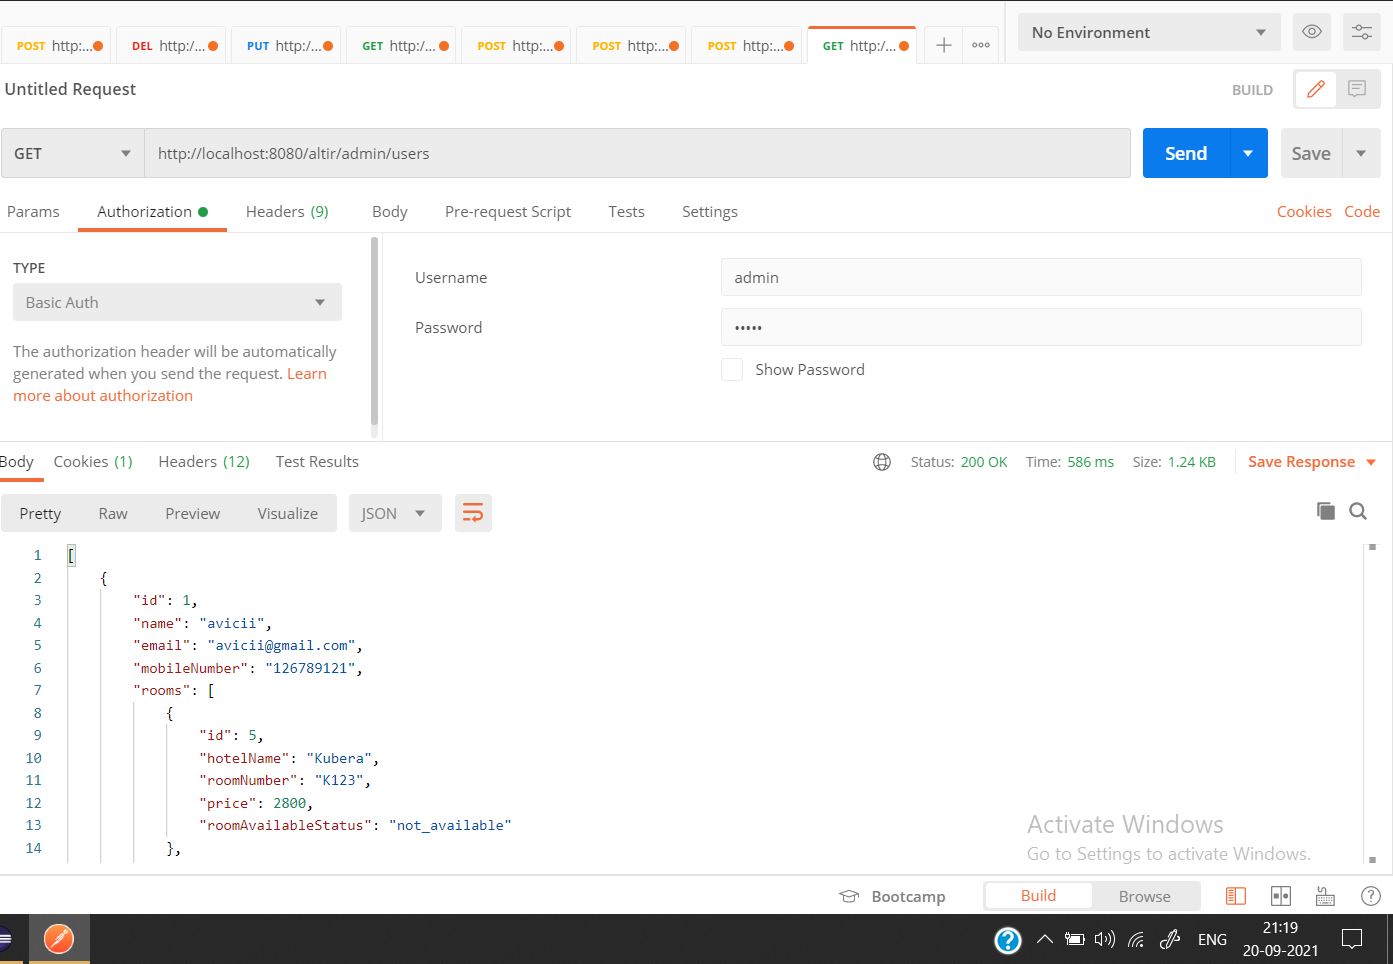 POST http:... DEL http:/... PUT http:/... GET http:/... POST http:... POST http:... POST http:... GET http:/... No Environment
Untitled Request BUILD
GET http://localhost:8080/altir/admin/users Send Save
Params Authorization Headers (9) Body Pre-request Script Tests Settings Cookies Code
TYPE
Basic Auth
The authorization header will be automatically
generated when you send the request. Learn
more about authorization
Username admin
Password •••••
Show Password
Body Cookies (1) Headers (12) Test Results Status: 200 OK Time: 586 ms Size: 1.24 KB Save Response
Pretty Raw Preview Visualize JSON
1 [
2 {
3 "id": 1,
4 "name": "avicii",
5 "email": "avicii@gmail.com",
6 "mobileNumber": "126789121",
7 "rooms": [
8 {
9 "id": 5,
10 "hotelName": "Kubera",
11 "roomNumber": "K123",
12 "price": 2800,
13 "roomAvailableStatus": "not_available"
14 },
Activate Windows
Go to Settings to activate Windows.
Bootcamp Build Browse
ENG 21:19
20-09-2021